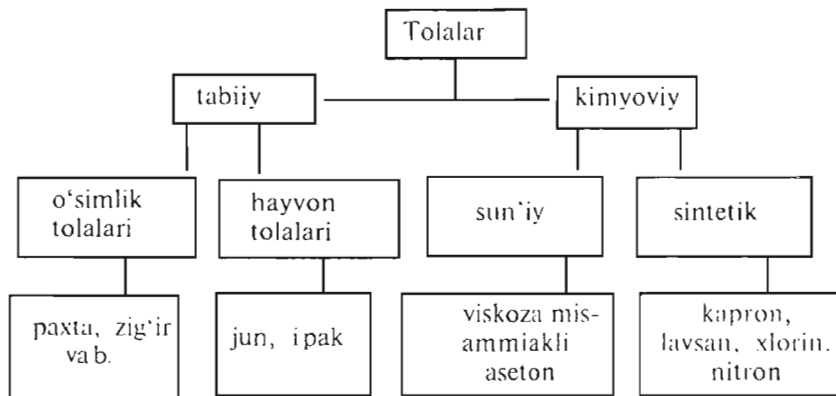 Tolalar
tabiiy
kimyoviy
o‘simlik
tolalari
hayvon
tolalari
sun‘iy
sintetik
paxta, zig‘ir
va b.
jun, ipak
viskoza mis-
ammiakli
aseton
kapron,
lavsan, xlorin.
nitron